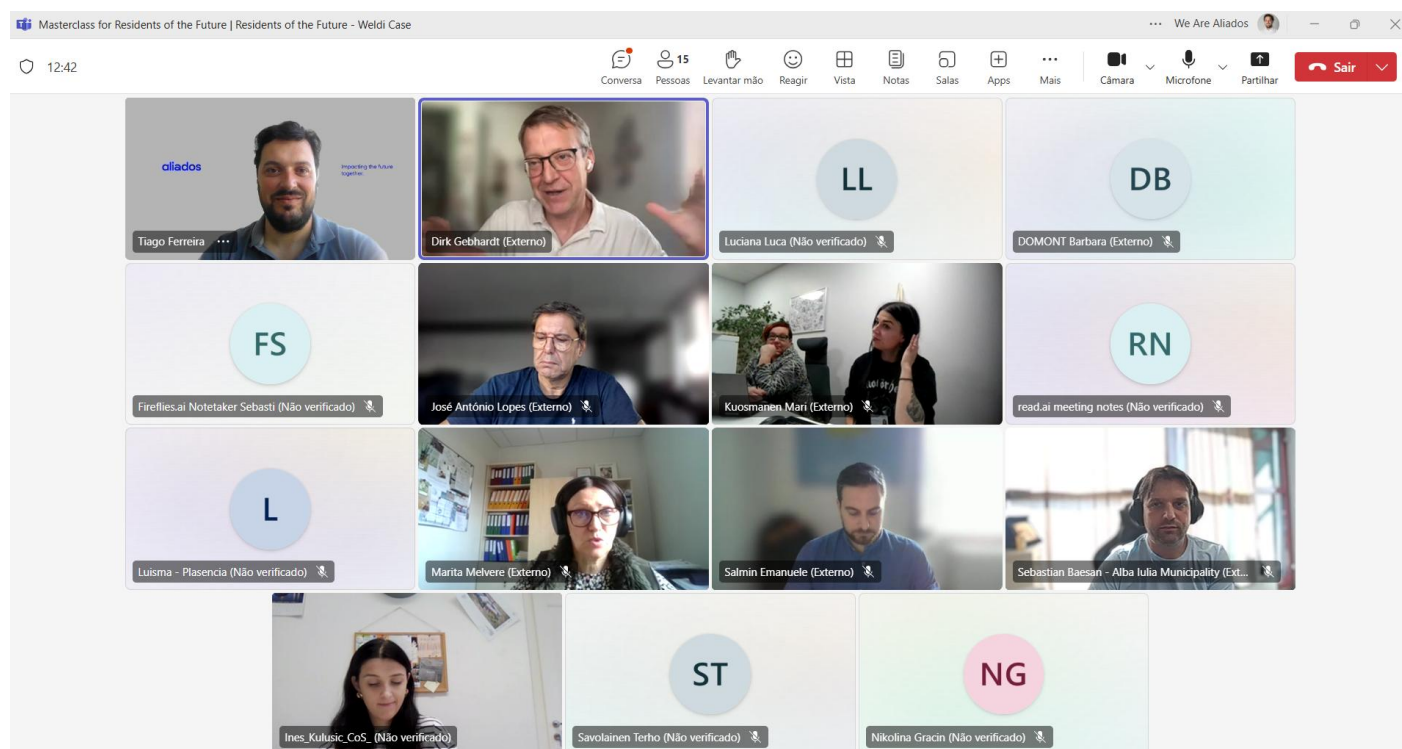 Masterclass for Residents of the Future | Residents of the Future - Weldi Case
··· We Are Aliados
12:42
15
Conversa Pessoas Levantar mão Reagir Vista Notas Salas Apps Mais Câmara Microfone Partilhar Sair
aliados
Impacting the future.
together.
LL
DB
Tiago Ferreira ···
Dirk Gebhardt (Externo)
Luciana Luca (Não verificado)
DOMONT Barbara (Externo)
FS
RN
Fireflies.ai Notetaker Sebasti (Não verificado)
José António Lopes (Externo)
Kuosmanen Mari (Externo)
read.ai meeting notes (Não verificado)
L
Luisma - Plasencia (Não verificado)
Marita Melvere (Externo)
Salmin Emanuele (Externo)
Sebastian Baesan - Alba Iulia Municipality (Ext...
ST
NG
Ines_Kulusic_CoS_ (Não verificado)
Savolainen Terho (Não verificado)
Nikolina Gracin (Não verificado)